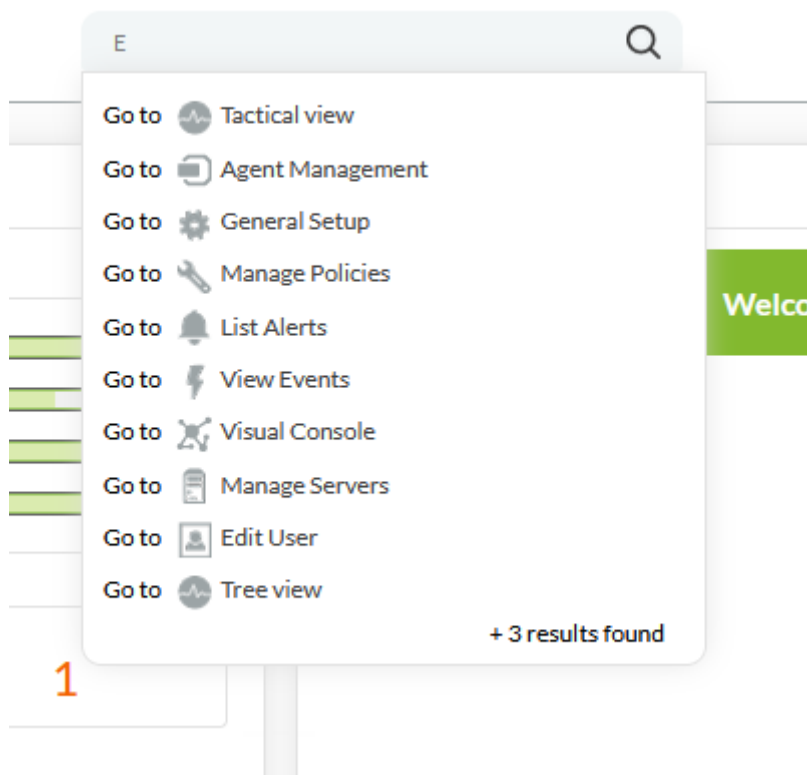 E
Go to Tactical view
Go to Agent Management
Go to General Setup
Go to Manage Policies
Go to List Alerts
Go to View Events
Go to Visual Console
Go to Manage Servers
Go to Edit User
Go to Tree view
+ 3 results found
Welco
1